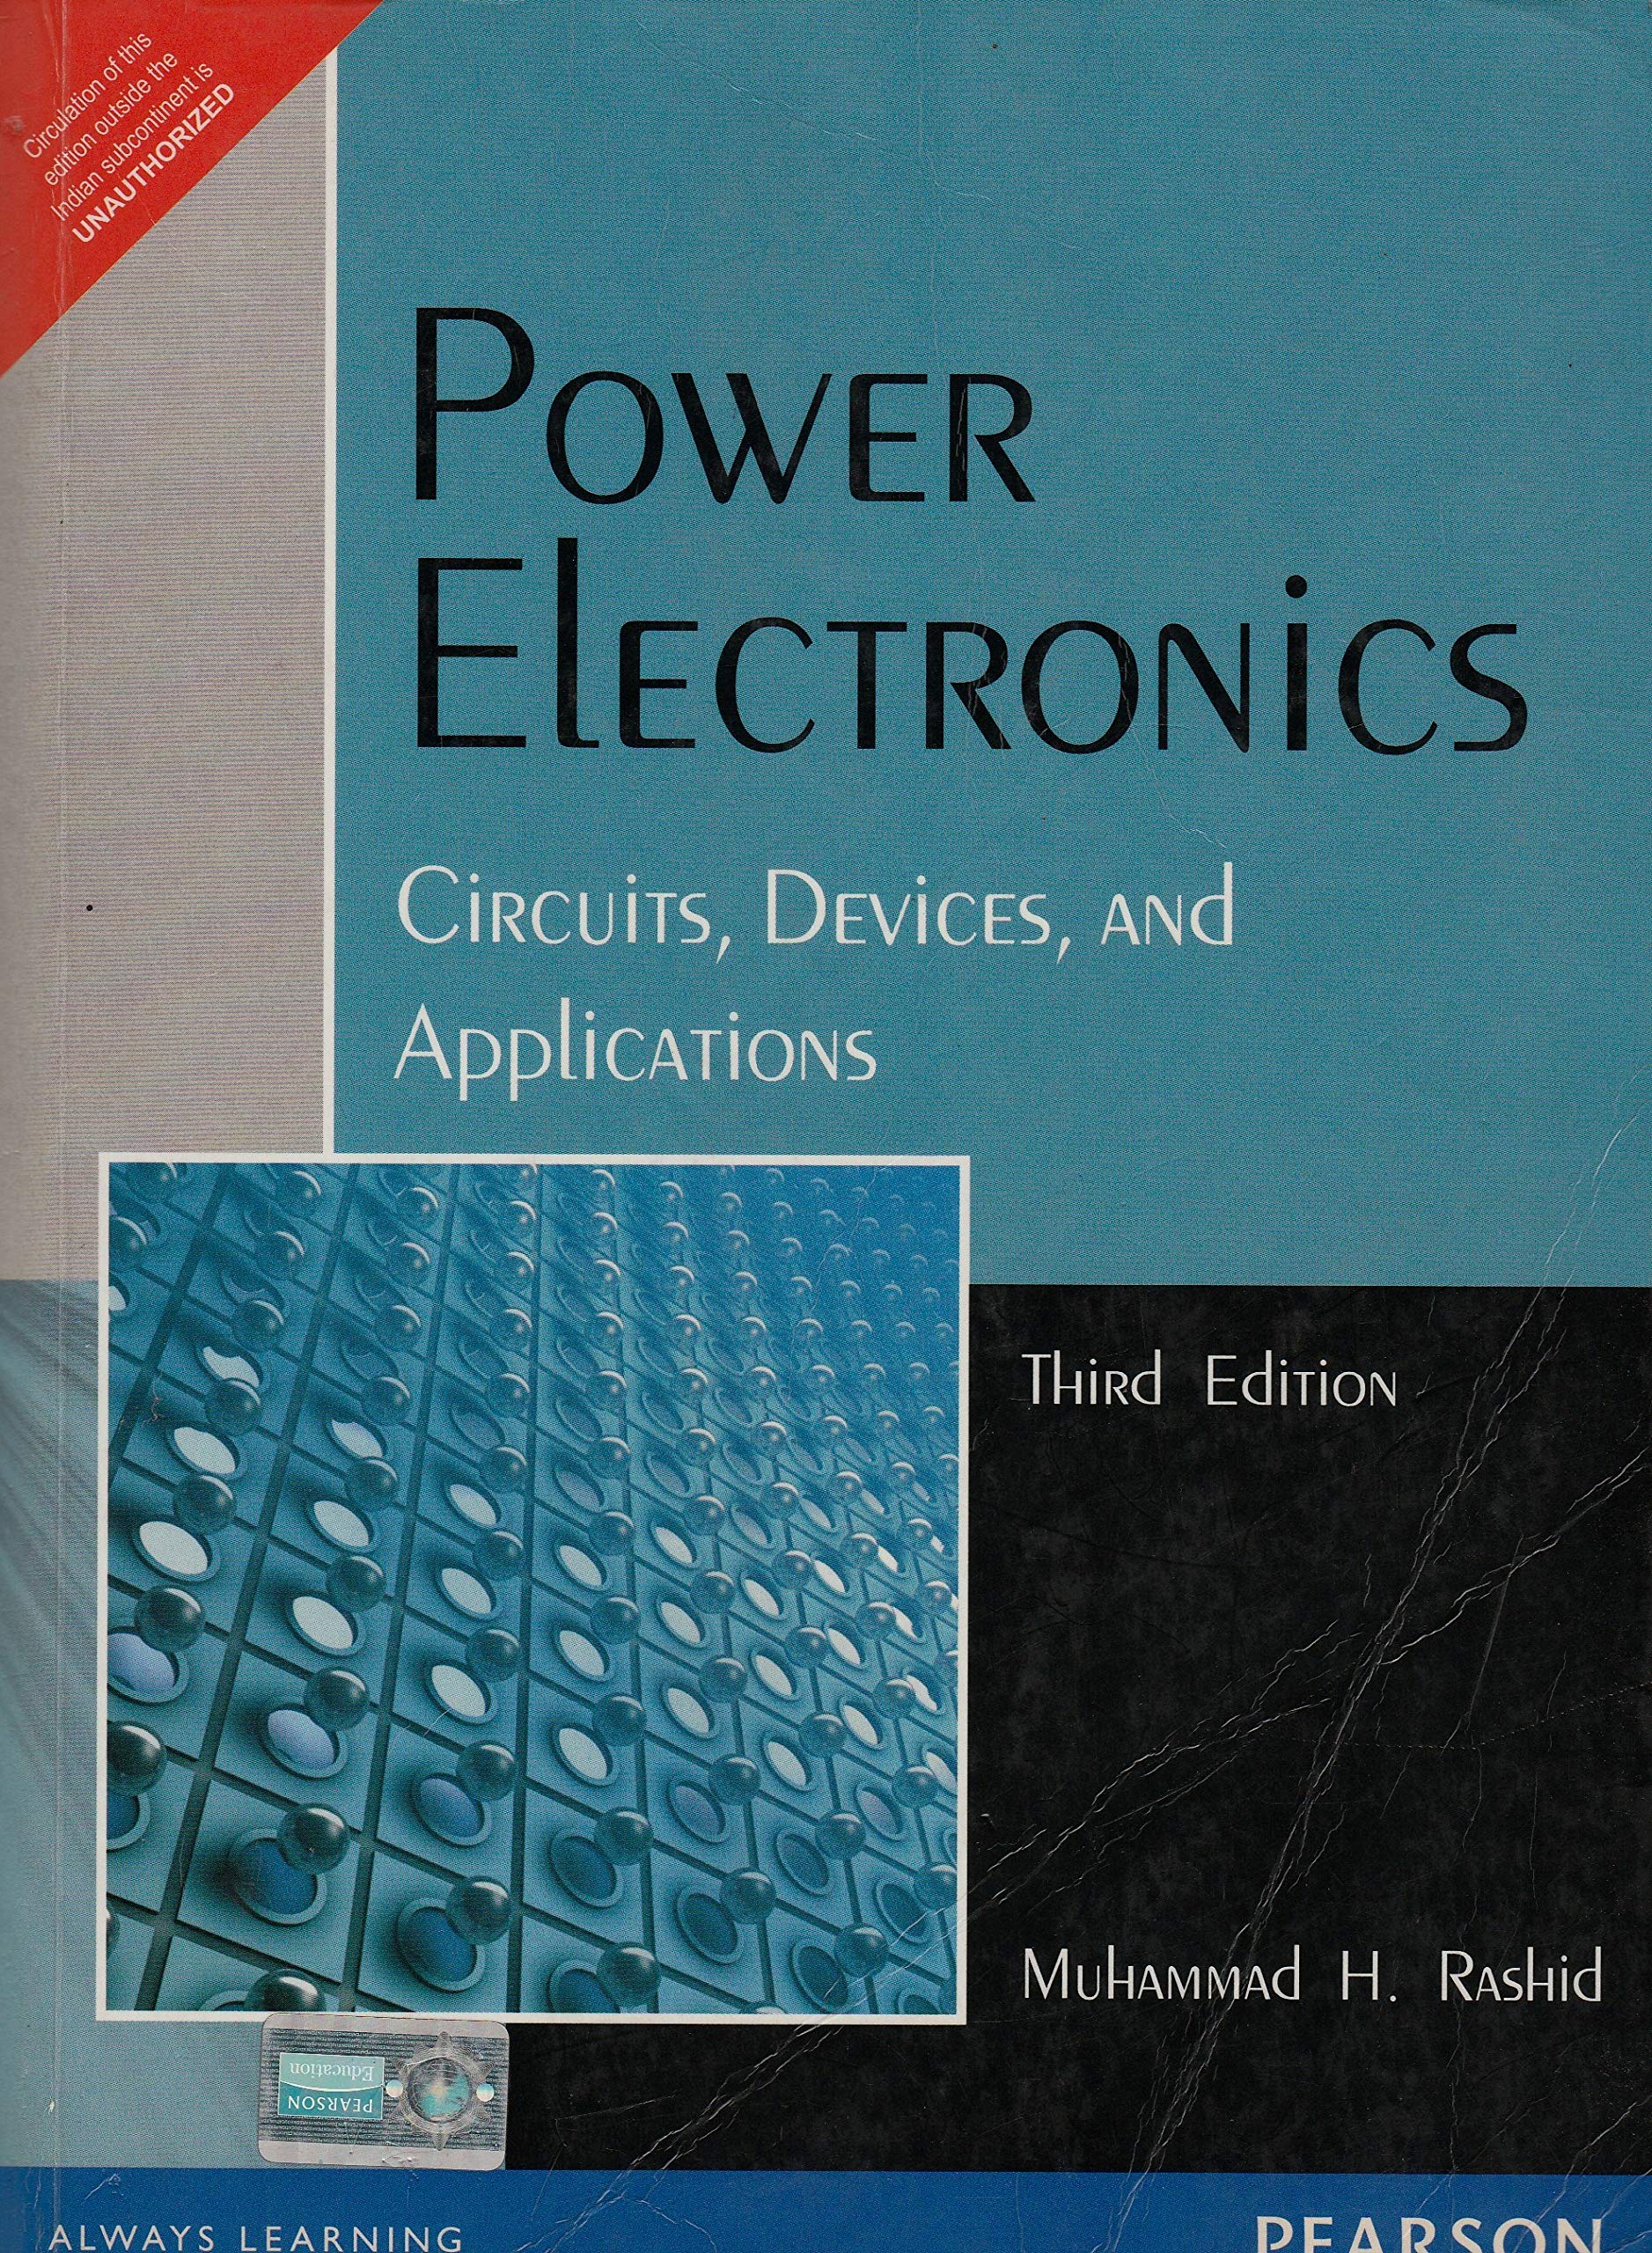 Circulation of this
edition outside the
Indian subcontinent is
UNAUTHORIZED
POWER
ELECTRONICS
CIRCUITS, DEVICES, AND
APPLICATIONS
THIRD EDITION
MUHAMMAD H. RASHID
PEARSON
Education
ALWAYS LEARNING
PEARSON